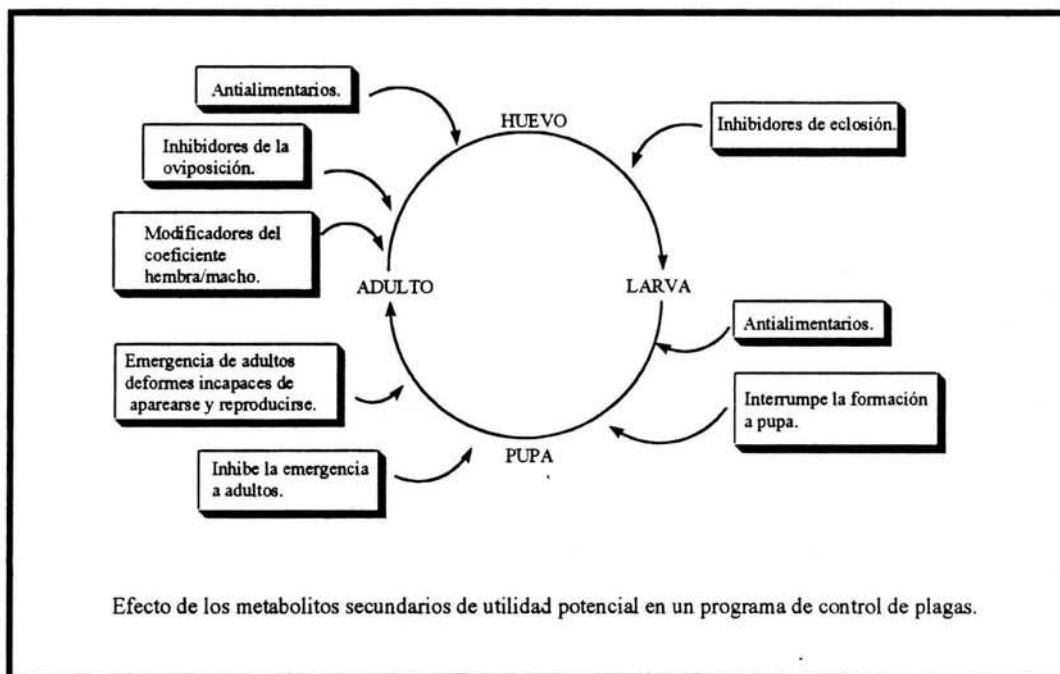 Antialimentarios.
HUEVO
Inhibidores de eclosión.
Inhibidores de la
oviposición.
Modificadores del
coeficiente
hembra/macho.
ADULTO
LARVA
Antialimentarios.
Emergencia de adultos
deformes incapaces de
aparearse y reproducirse.
Interrumpe la formación
a pupa.
PUPA
Inhibe la emergencia
a adultos.
Efecto de los metabolitos secundarios de utilidad potencial en un programa de control de plagas.